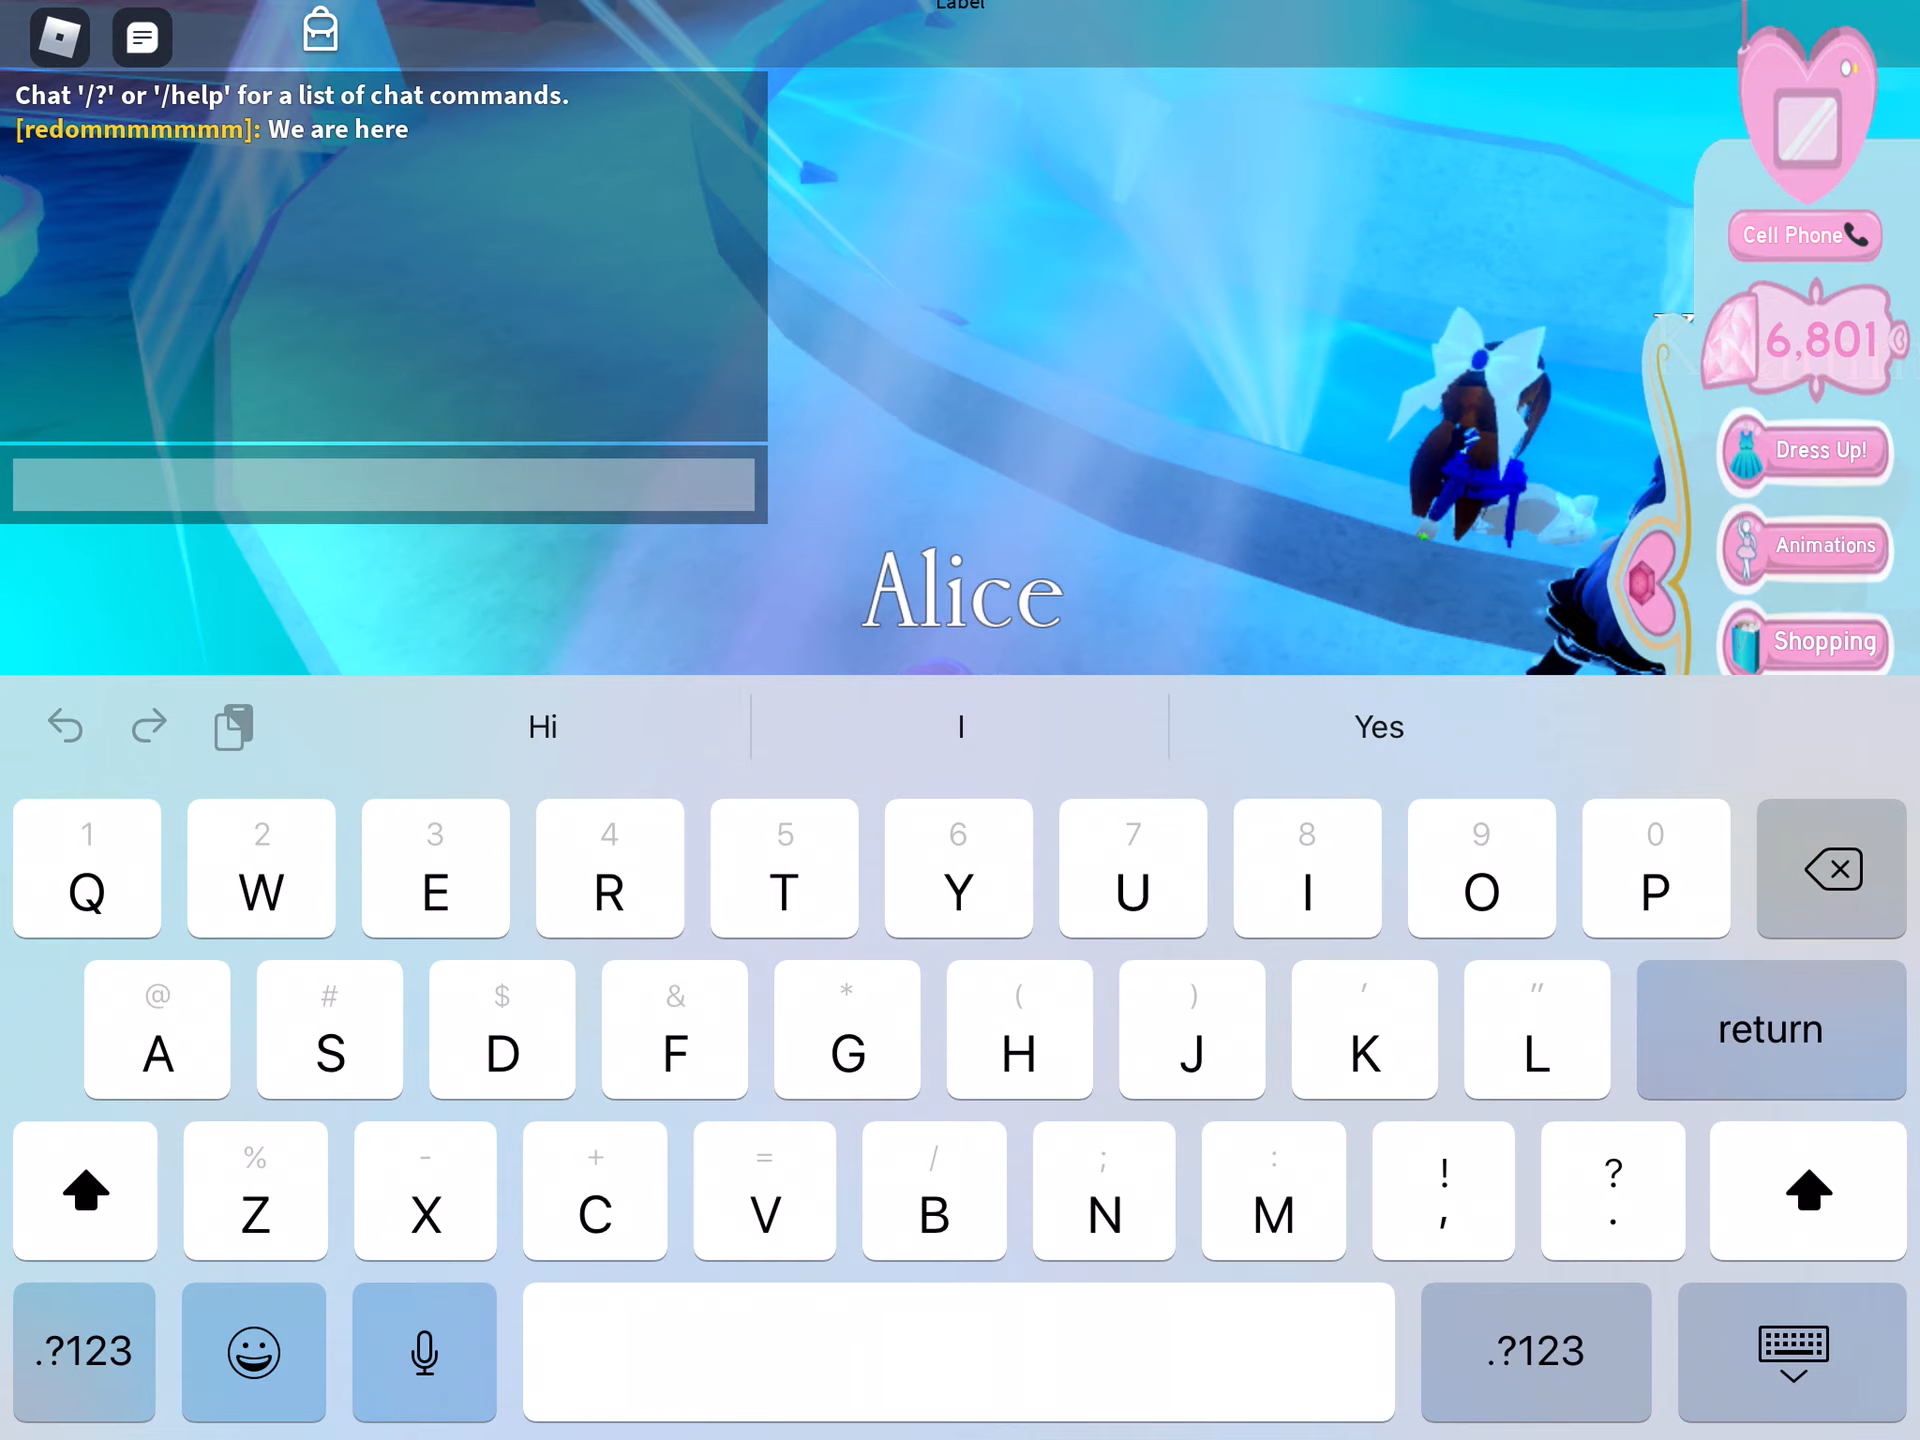 Label
Chat '/?' or '/help' for a list of chat commands.
[redommmmmmm]: We are here
Cell Phone
6,801
Dress Up!
Animations
Shopping
Alice
Hi I Yes
1 2 3 4 5 6 7 8 9 0
Q W E R T Y U I O P
@ # $ & * ( ) ' "
A S D F G H J K L return
% - + = / ; : ! ?
Z X C V B N M , .
.?123 .?123